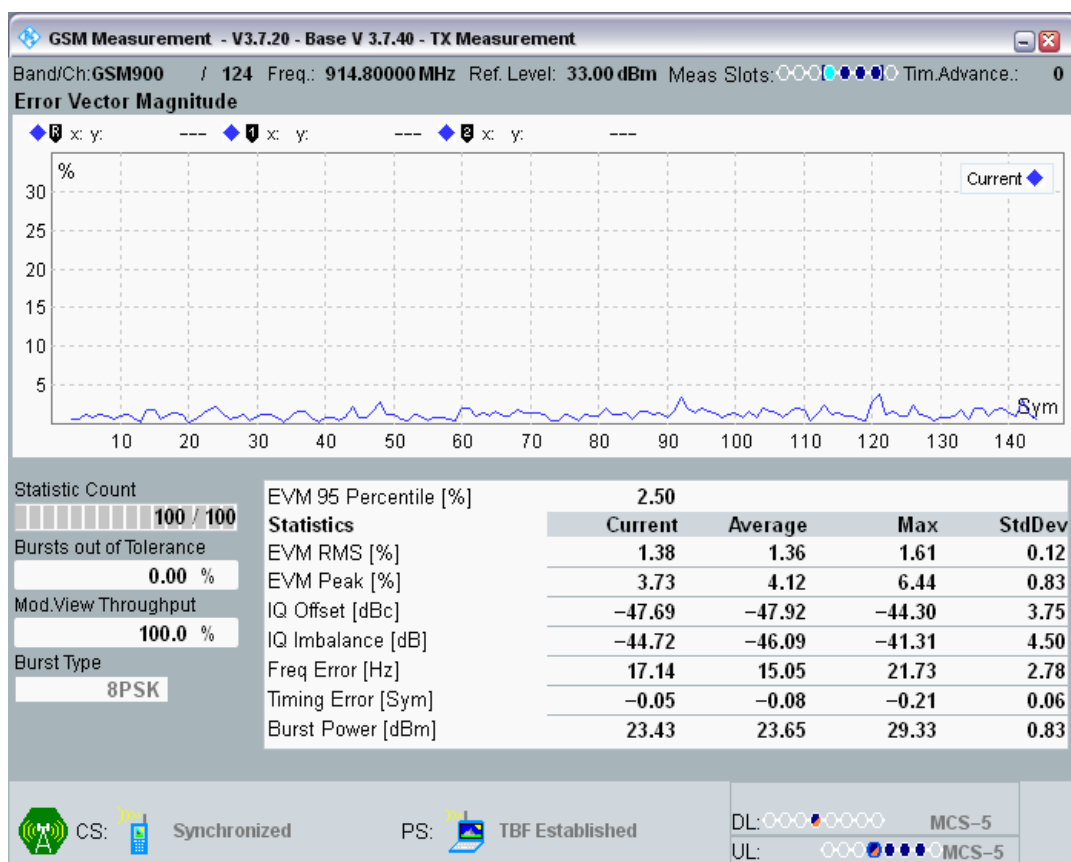 GSM Measurement - V3.7.20 - Base V 3.7.40 - TX Measurement
Band/Ch:GSM900 / 124 Freq.: 914.80000 MHz Ref. Level: 33.00 dBm Meas Slots: Tim.Advance.: 0
Error Vector Magnitude
R x: y: --- 1 x: y: --- 2 x: y: ---
%
Current
30
25
20
15
10
5
Sym
10 20 30 40 50 60 70 80 90 100 110 120 130 140
Statistic Count
100 / 100
Bursts out of Tolerance
0.00 %
Mod.View Throughput
100.0 %
Burst Type
8PSK
EVM 95 Percentile [%] 2.50
Statistics Current Average Max StdDev
EVM RMS [%] 1.38 1.36 1.61 0.12
EVM Peak [%] 3.73 4.12 6.44 0.83
IQ Offset [dBc] −47.69 −47.92 −44.30 3.75
IQ Imbalance [dB] −44.72 −46.09 −41.31 4.50
Freq Error [Hz] 17.14 15.05 21.73 2.78
Timing Error [Sym] −0.05 −0.08 −0.21 0.06
Burst Power [dBm] 23.43 23.65 29.33 0.83
CS: Synchronized PS: TBF Established
DL: MCS−5
UL: MCS−5